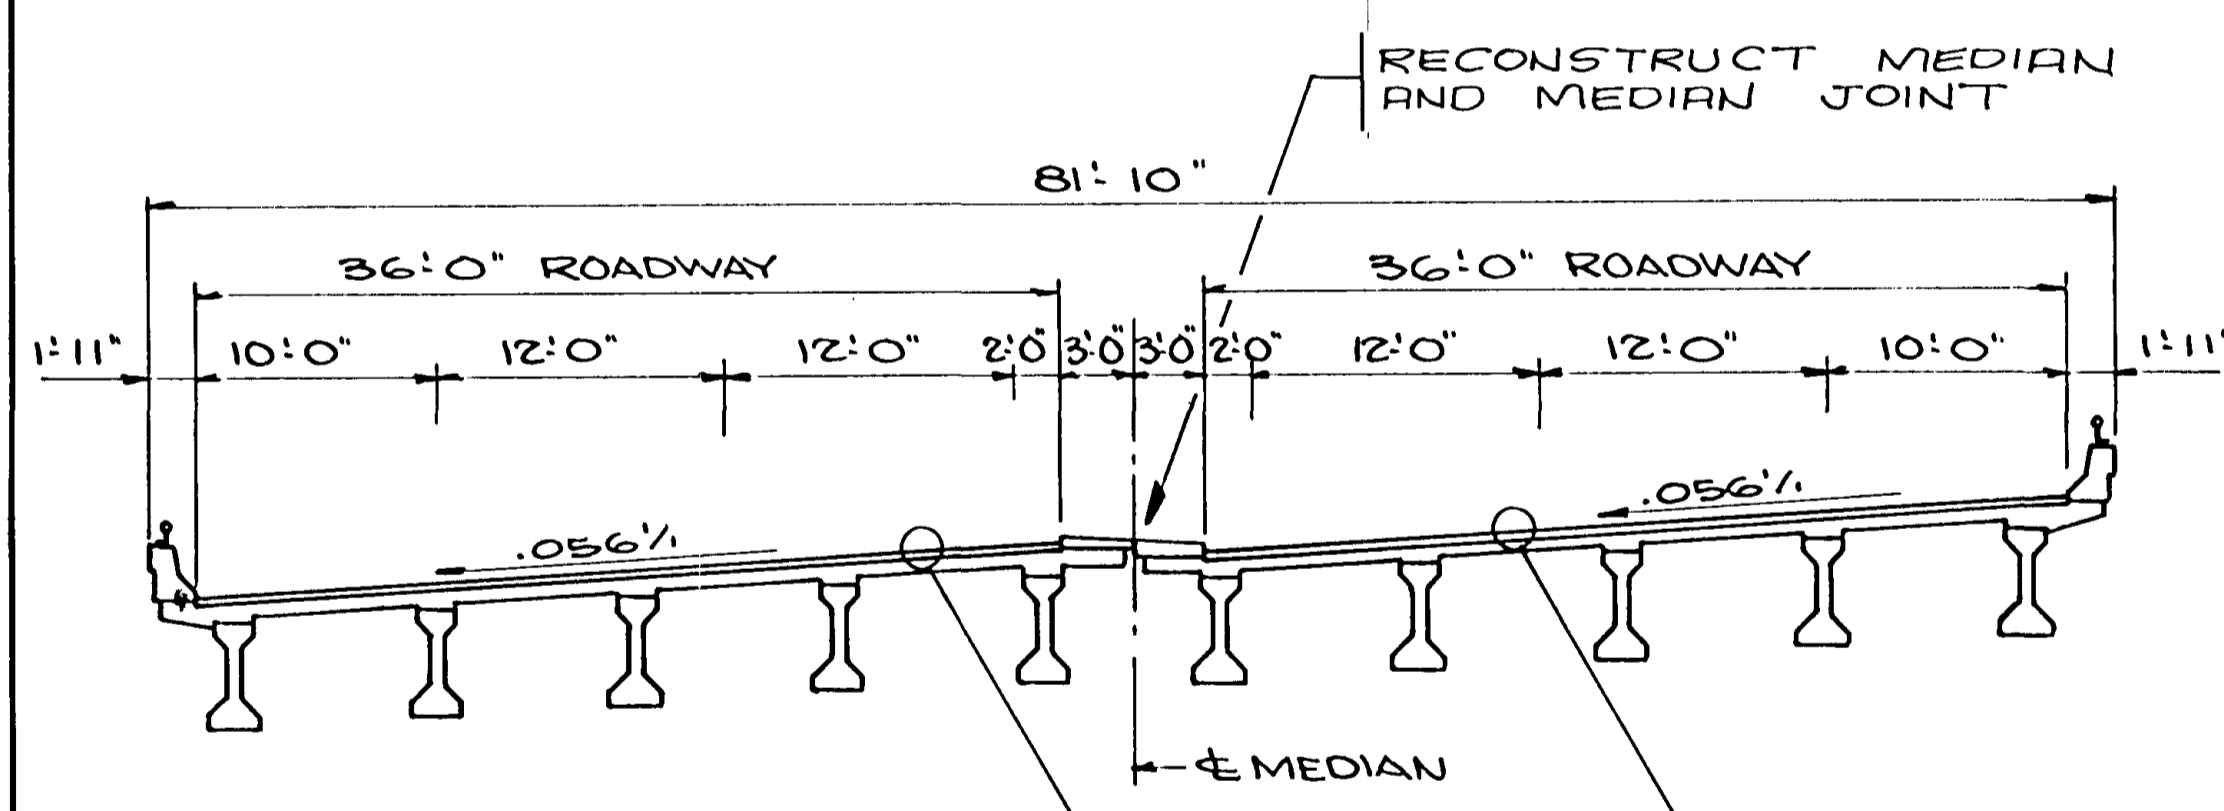 RECONSTRUCT MEDIAN
AND MEDIAN JOINT
81'-10"
36'-0" ROADWAY
36'-0" ROADWAY
1'-11" 10'-0" 12'-0" 12'-0" 2'-0" 3'-0" 3'-0" 2'-0" 12'-0" 12'-0" 10'-0" 1'-11"
.056'/,
.056'/,
℄ MEDIAN